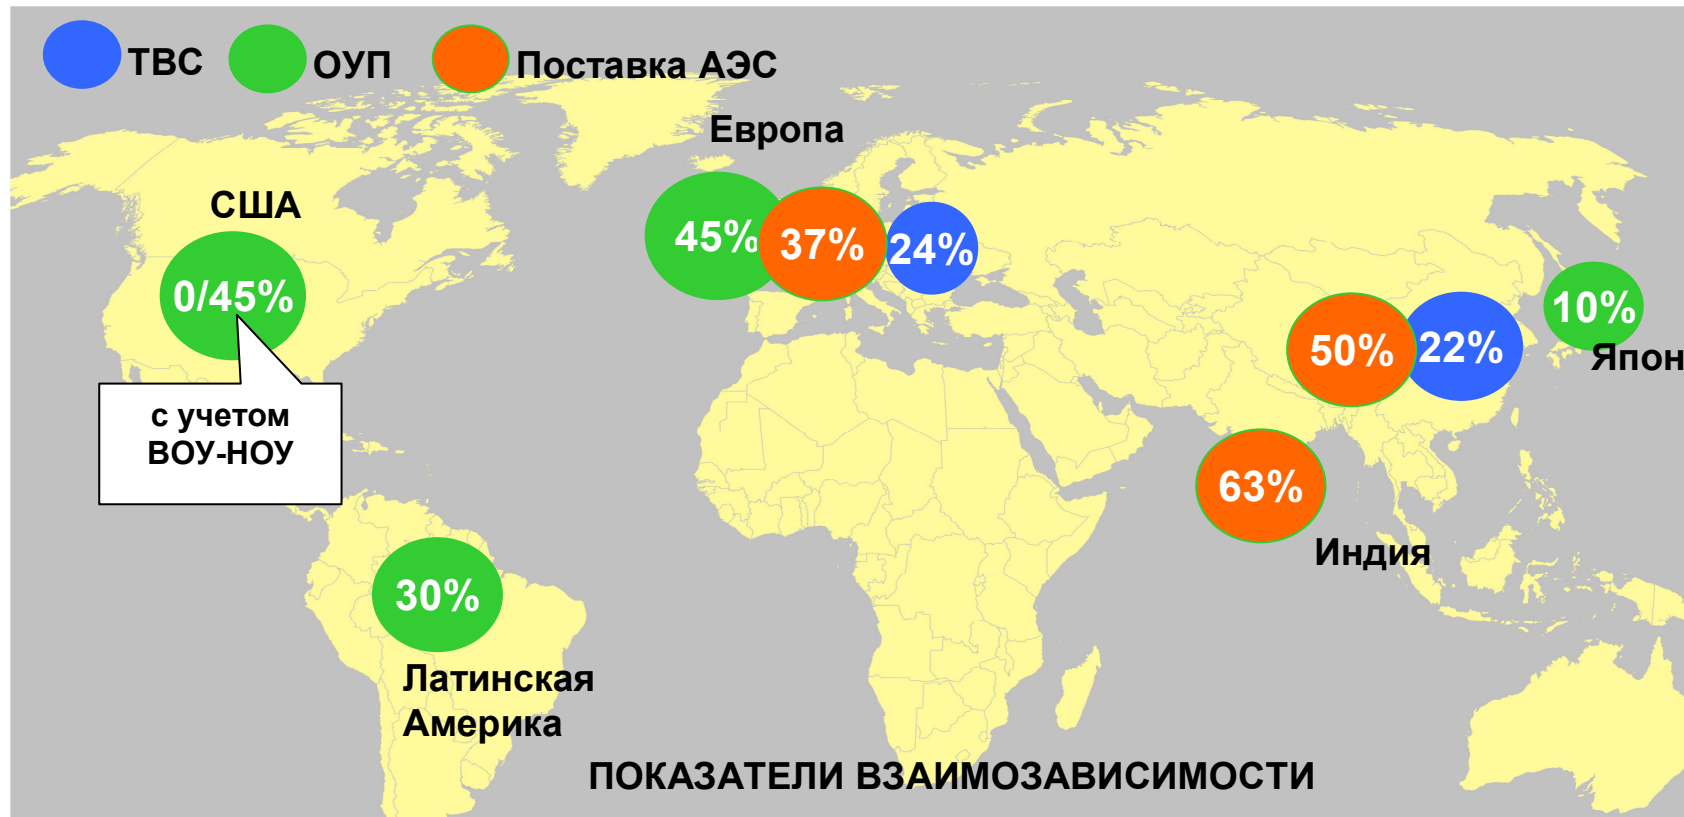 ТВС
ОУП
Поставка АЭС
Европа
США
45%
37%
24%
0/45%
10%
50%
22%
Япон
с учетом
ВОУ-НОУ
63%
Индия
30%
Латинская
Америка
ПОКАЗАТЕЛИ ВЗАИМОЗАВИСИМОСТИ